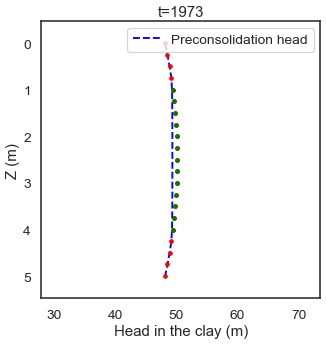 t=1973
Preconsolidation head
0
1
2
3
4
5
Z (m)
30 40 50 60 70
Head in the clay (m)